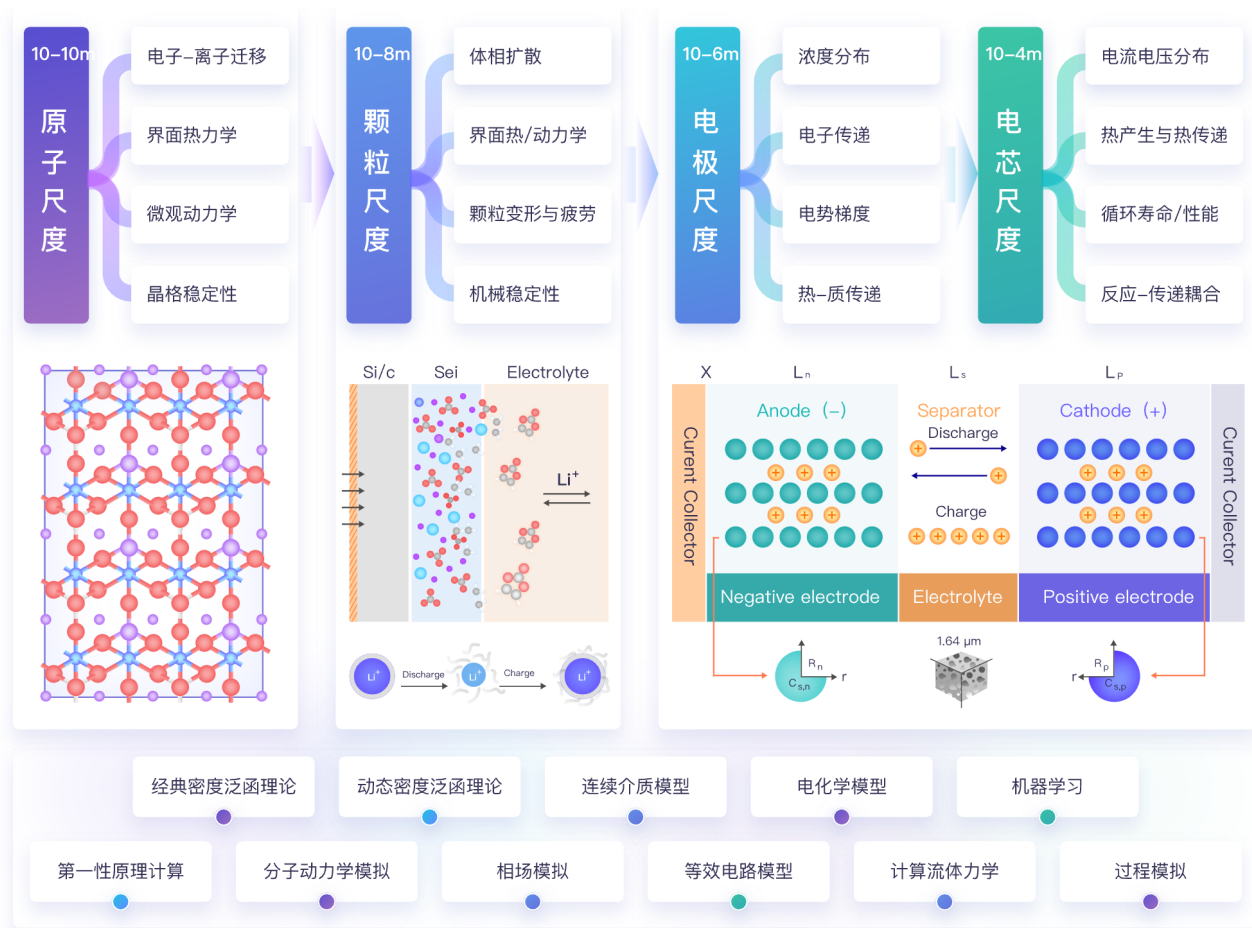 10-10m
原子尺度
电子-离子迁移
界面热力学
微观动力学
晶格稳定性
10-8m
颗粒尺度
体相扩散
界面热/动力学
颗粒变形与疲劳
机械稳定性
10-6m
电极尺度
浓度分布
电子传递
电势梯度
热-质传递
10-4m
电芯尺度
电流电压分布
热产生与热传递
循环寿命/性能
反应-传递耦合
Si/c
Sei
Electrolyte
Li⁺
Li⁺
Discharge
Li⁺
Charge
Li⁺
X
Lₙ
Lₛ
Lₚ
Curent Collector
Anode（-）
Separator
Discharge
Charge
Cathode（+）
Curent Collector
Negative electrode
Electrolyte
Positive electrode
Rₙ
r
Cs,n
1.64 μm
Rₚ
r
Cs,p
经典密度泛函理论
动态密度泛函理论
连续介质模型
电化学模型
机器学习
第一性原理计算
分子动力学模拟
相场模拟
等效电路模型
计算流体力学
过程模拟